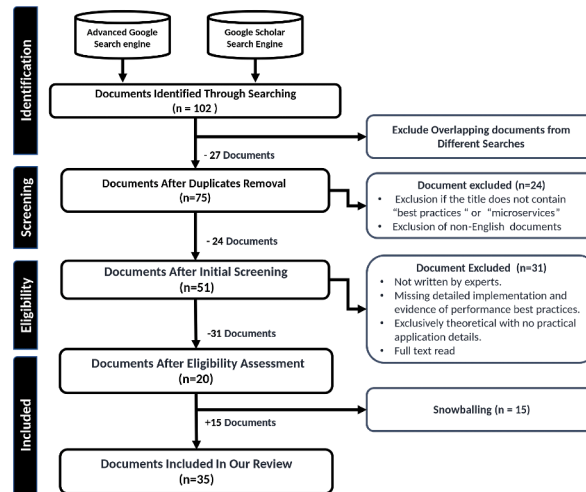 Identification
Advanced Google
Search engine
Google Scholar
Search Engine
Documents Identified Through Searching
(n = 102 )
Exclude Overlapping documents from
Different Searches
- 27 Documents
Screening
Documents After Duplicates Removal
(n=75)
Document excluded (n=24)
• Exclusion if the title does not contain
"best practices " or "microservices"
• Exclusion of non-English documents
- 24 Documents
Eligibility
Documents After Initial Screening
(n=51)
Document Excluded (n=31)
• Not written by experts.
• Missing detailed implementation and
evidence of performance best practices.
• Exclusively theoretical with no practical
application details.
• Full text read
-31 Documents
Included
Documents After Eligibility Assessment
(n=20)
Snowballing (n = 15)
+15 Documents
Documents Included In Our Review
(n=35)